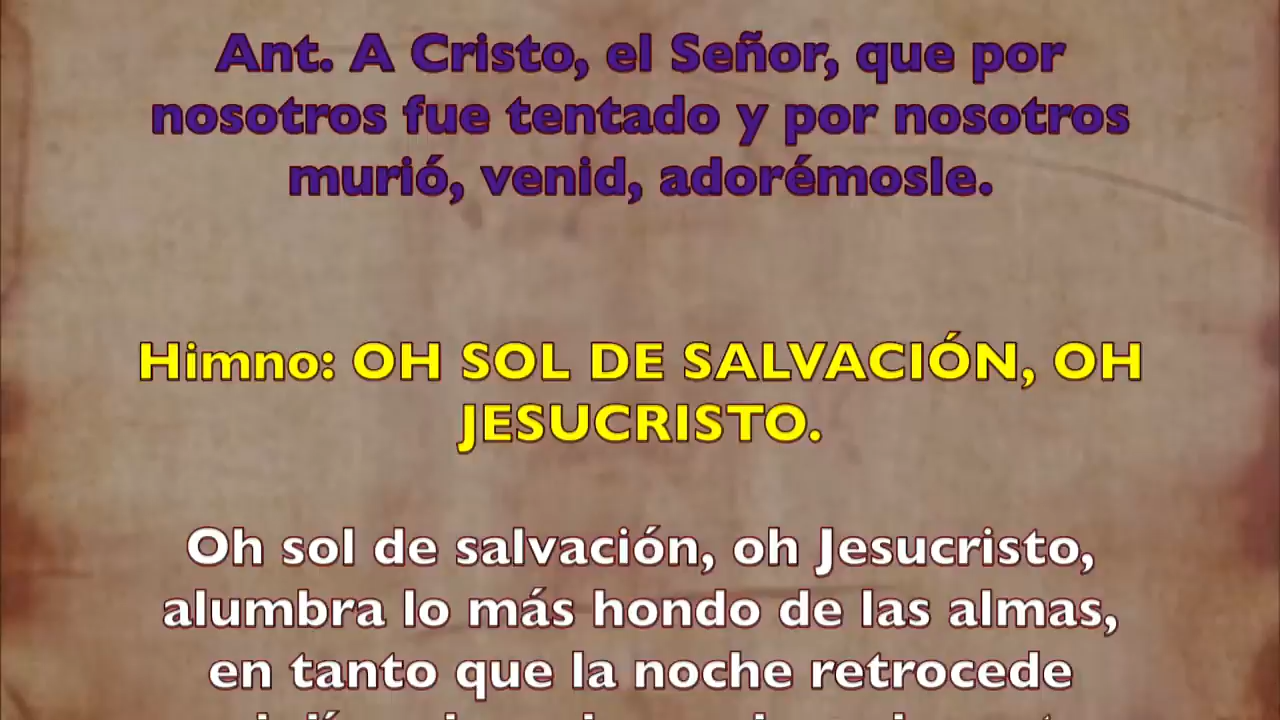 Ant. A Cristo, el Señor, que por
nosotros fue tentado y por nosotros
murió, venid, adorémosle.
Himno: OH SOL DE SALVACIÓN, OH
JESUCRISTO.
Oh sol de salvación, oh Jesucristo,
alumbra lo más hondo de las almas,
en tanto que la noche retrocede